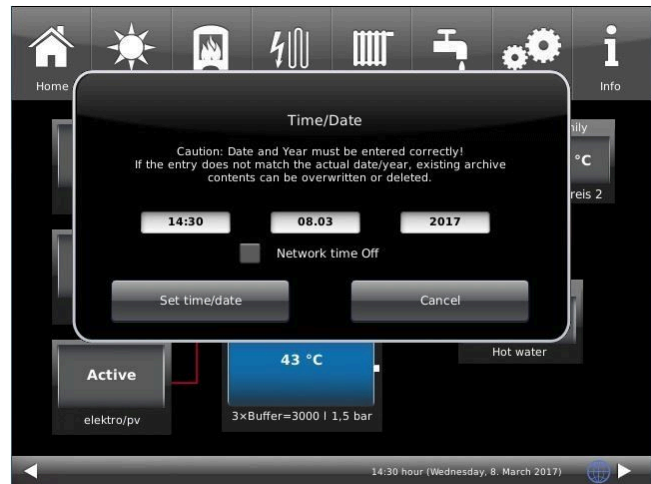 Home
Info
Time/Date
Caution: Date and Year must be entered correctly!
If the entry does not match the actual date/year, existing archive
contents can be overwritten or deleted.
14:30 08.03 2017
Network time Off
Set time/date Cancel
°C
reis 2
43 °C
Hot water
Active
elektro/pv
3×Buffer=3000 l 1,5 bar
14:30 hour (Wednesday, 8. March 2017)